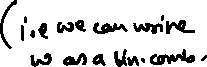 (i.e we can write
w as a lin. comb.